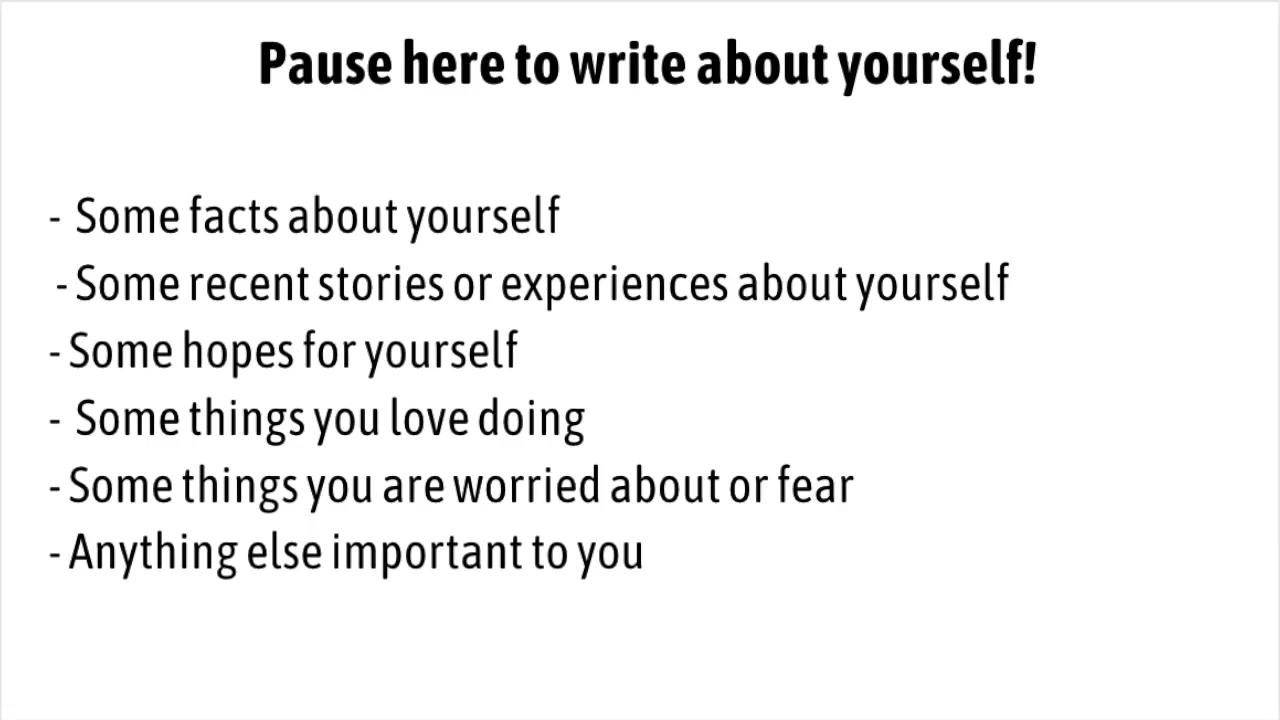 Pause here to write about yourself!
- Some facts about yourself
- Some recent stories or experiences about yourself
- Some hopes for yourself
- Some things you love doing
- Some things you are worried about or fear
- Anything else important to you